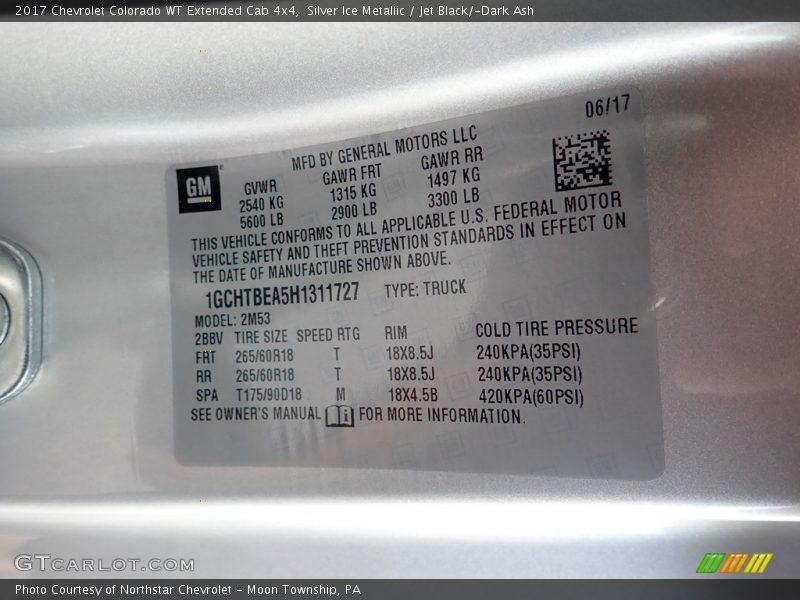 2017 Chevrolet Colorado WT Extended Cab 4x4, Silver Ice Metallic / Jet Black/-Dark Ash
06/17
GM
MFD BY GENERAL MOTORS LLC
GVWR GAWR FRT GAWR RR
2540 KG 1315 KG 1497 KG
5600 LB 2900 LB 3300 LB
THIS VEHICLE CONFORMS TO ALL APPLICABLE U.S. FEDERAL MOTOR
VEHICLE SAFETY AND THEFT PREVENTION STANDARDS IN EFFECT ON
THE DATE OF MANUFACTURE SHOWN ABOVE.
1GCHTBEA5H1311727 TYPE: TRUCK
MODEL: 2M53
2BBV TIRE SIZE SPEED RTG RIM COLD TIRE PRESSURE
FRT 265/60R18 T 18X8.5J 240KPA(35PSI)
RR 265/60R18 T 18X8.5J 240KPA(35PSI)
SPA T175/90D18 M 18X4.5B 420KPA(60PSI)
SEE OWNER'S MANUAL FOR MORE INFORMATION.
GTCARLOT.COM
Photo Courtesy of Northstar Chevrolet - Moon Township, PA